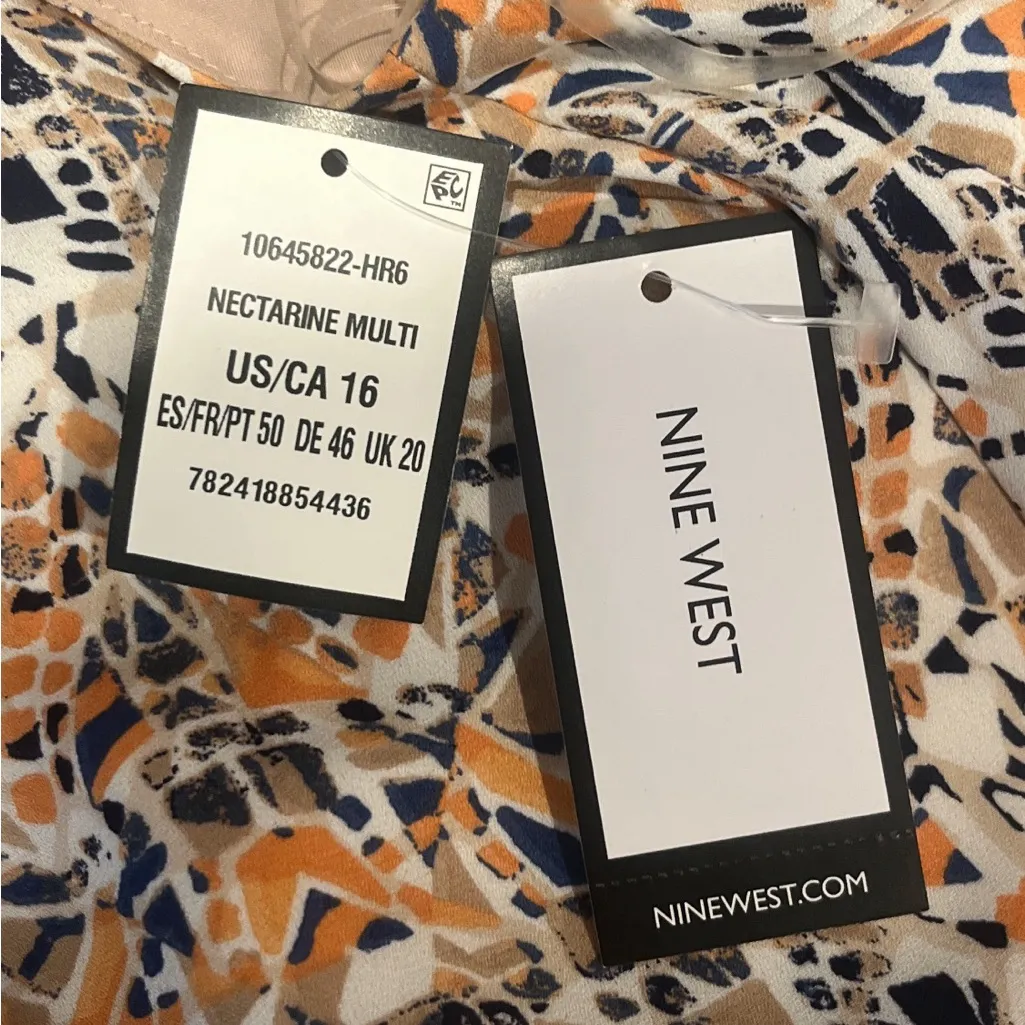 EPC™
10645822-HR6
NECTARINE MULTI
US/CA 16
ES/FR/PT 50 DE 46 UK 20
782418854436
NINE WEST
NINEWEST.COM